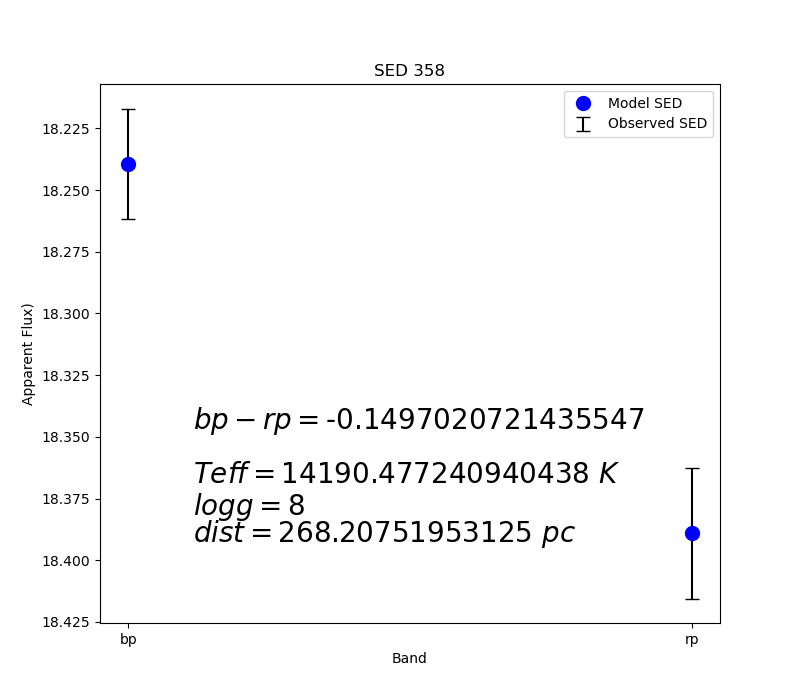 SED 358
Model SED
Observed SED
18.225
18.250
18.275
18.300
18.325
18.350
18.375
18.400
18.425
Apparent Flux)
bp − rp = -0.1497020721435547
Teff = 14190.477240940438 K
logg = 8
dist = 268.20751953125 pc
bp
rp
Band